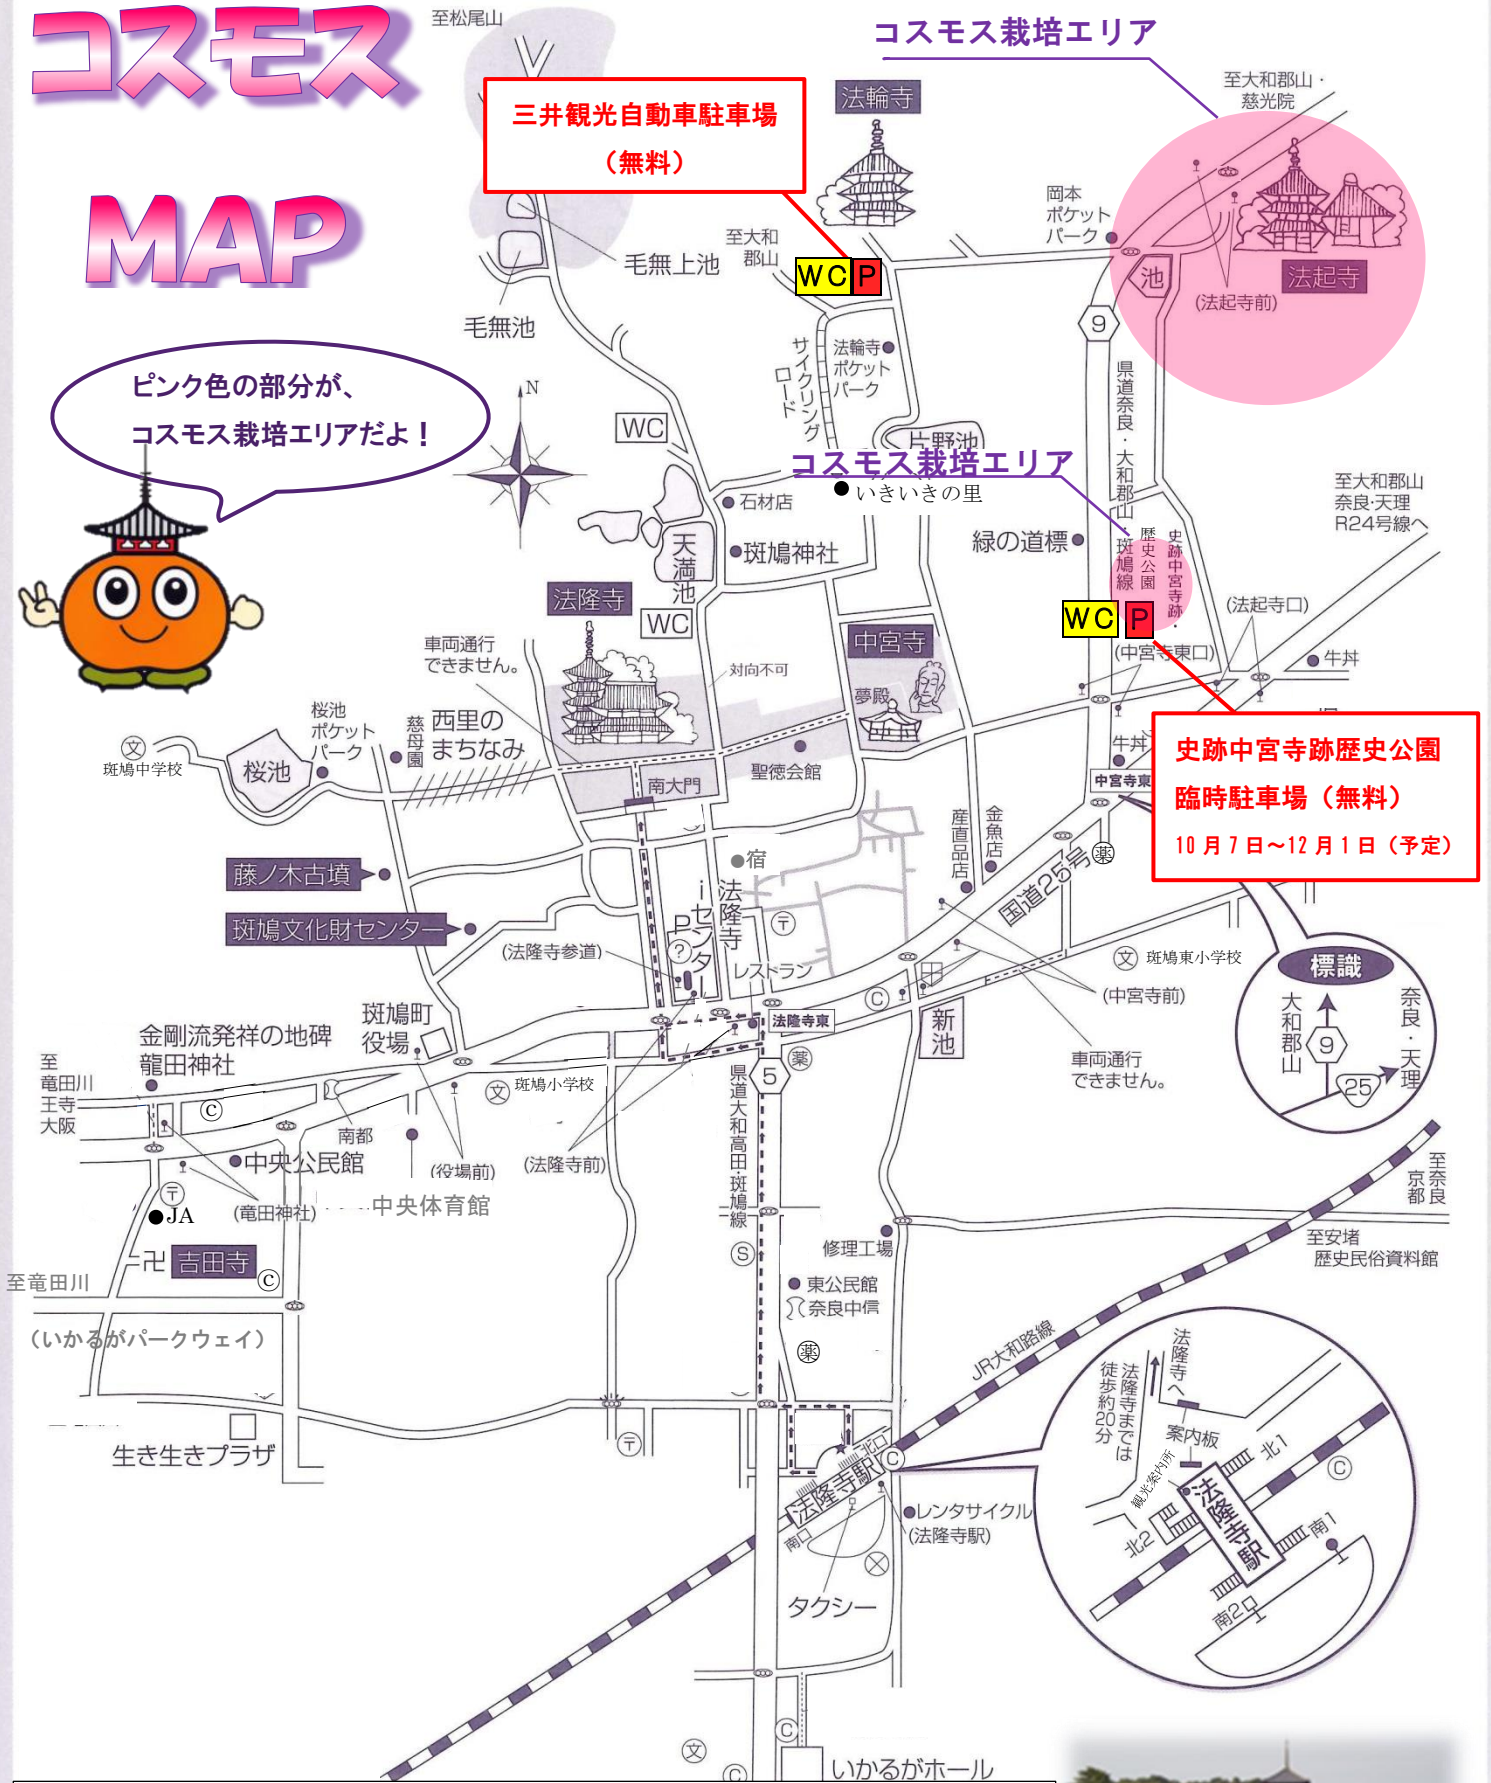 コスモス
MAP
至松尾山
コスモス栽培エリア
三井観光自動車駐車場
（無料）
法輪寺
至大和郡山・
慈光院
岡本
ポケット
パーク
至大和
郡山
WC P
毛無上池
毛無池
池
法起寺
(法起寺前)
9
サイクリング
ロード
法輪寺
ポケット
パーク
県道奈良・大和郡山・斑鳩線
ピンク色の部分が、
コスモス栽培エリアだよ！
N
WC
片野池
コスモス栽培エリア
いきいきの里
石材店
斑鳩神社
天満池
WC
緑の道標
史跡中宮寺跡・
歴史公園
至大和郡山
奈良・天理
R24号線へ
WC P
(法起寺口)
(中宮寺東口)
牛丼
法隆寺
車両通行
できません。
対向不可
中宮寺
夢殿
桜池
ポケット
パーク
慈母園
西里の
まちなみ
文
斑鳩中学校
桜池
南大門
聖徳会館
牛丼
中宮寺東
史跡中宮寺跡歴史公園
臨時駐車場（無料）
10月7日～12月1日（予定）
産直品店
金魚店
薬
国道25号
宿
藤ノ木古墳
斑鳩文化財センター
法隆寺
iセンター
P
?
〒
(法隆寺参道)
レストラン
文 斑鳩東小学校
(中宮寺前)
C
標識
大和郡山
9
奈良・天理
25
法隆寺東
新池
車両通行
できません。
斑鳩町
役場
金剛流発祥の地碑
龍田神社
至
竜田川
王寺
大阪
C
南都
文 斑鳩小学校
薬
5
県道大和高田・斑鳩線
中央公民館
(役場前)
(法隆寺前)
〒
JA
(竜田神社)
中央体育館
至奈良
京都
卍 吉田寺
C
至竜田川
（いかるがパークウェイ）
S
修理工場
至安堵
歴史民俗資料館
東公民館
奈良中信
薬
JR大和路線
生き生きプラザ
〒
北口
C
法隆寺駅
南口
レンタサイクル
(法隆寺駅)
タクシー
法隆寺へ
法隆寺までは
徒歩約20分
案内板
観光案内所
北1
C
法隆寺駅
北2
南1
南2口
C
文
C
いかるがホール